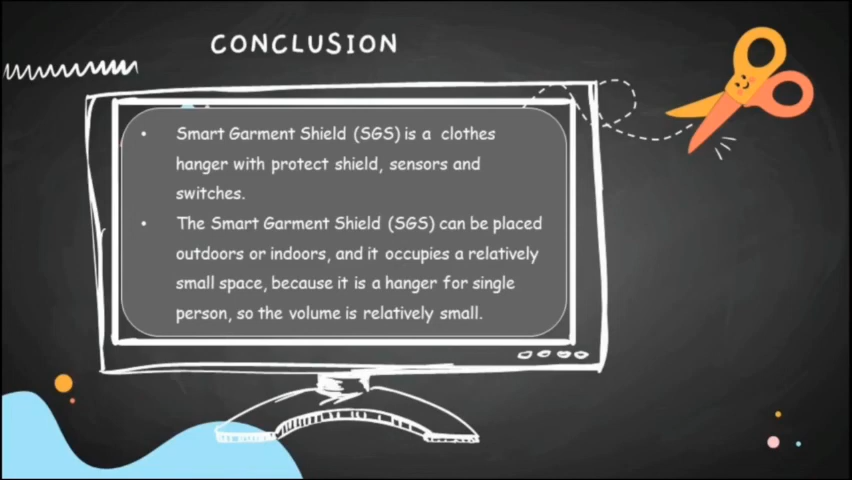 CONCLUSION
• Smart Garment Shield (SGS) is a clothes
hanger with protect shield, sensors and
switches.
• The Smart Garment Shield (SGS) can be placed
outdoors or indoors, and it occupies a relatively
small space, because it is a hanger for single
person, so the volume is relatively small.